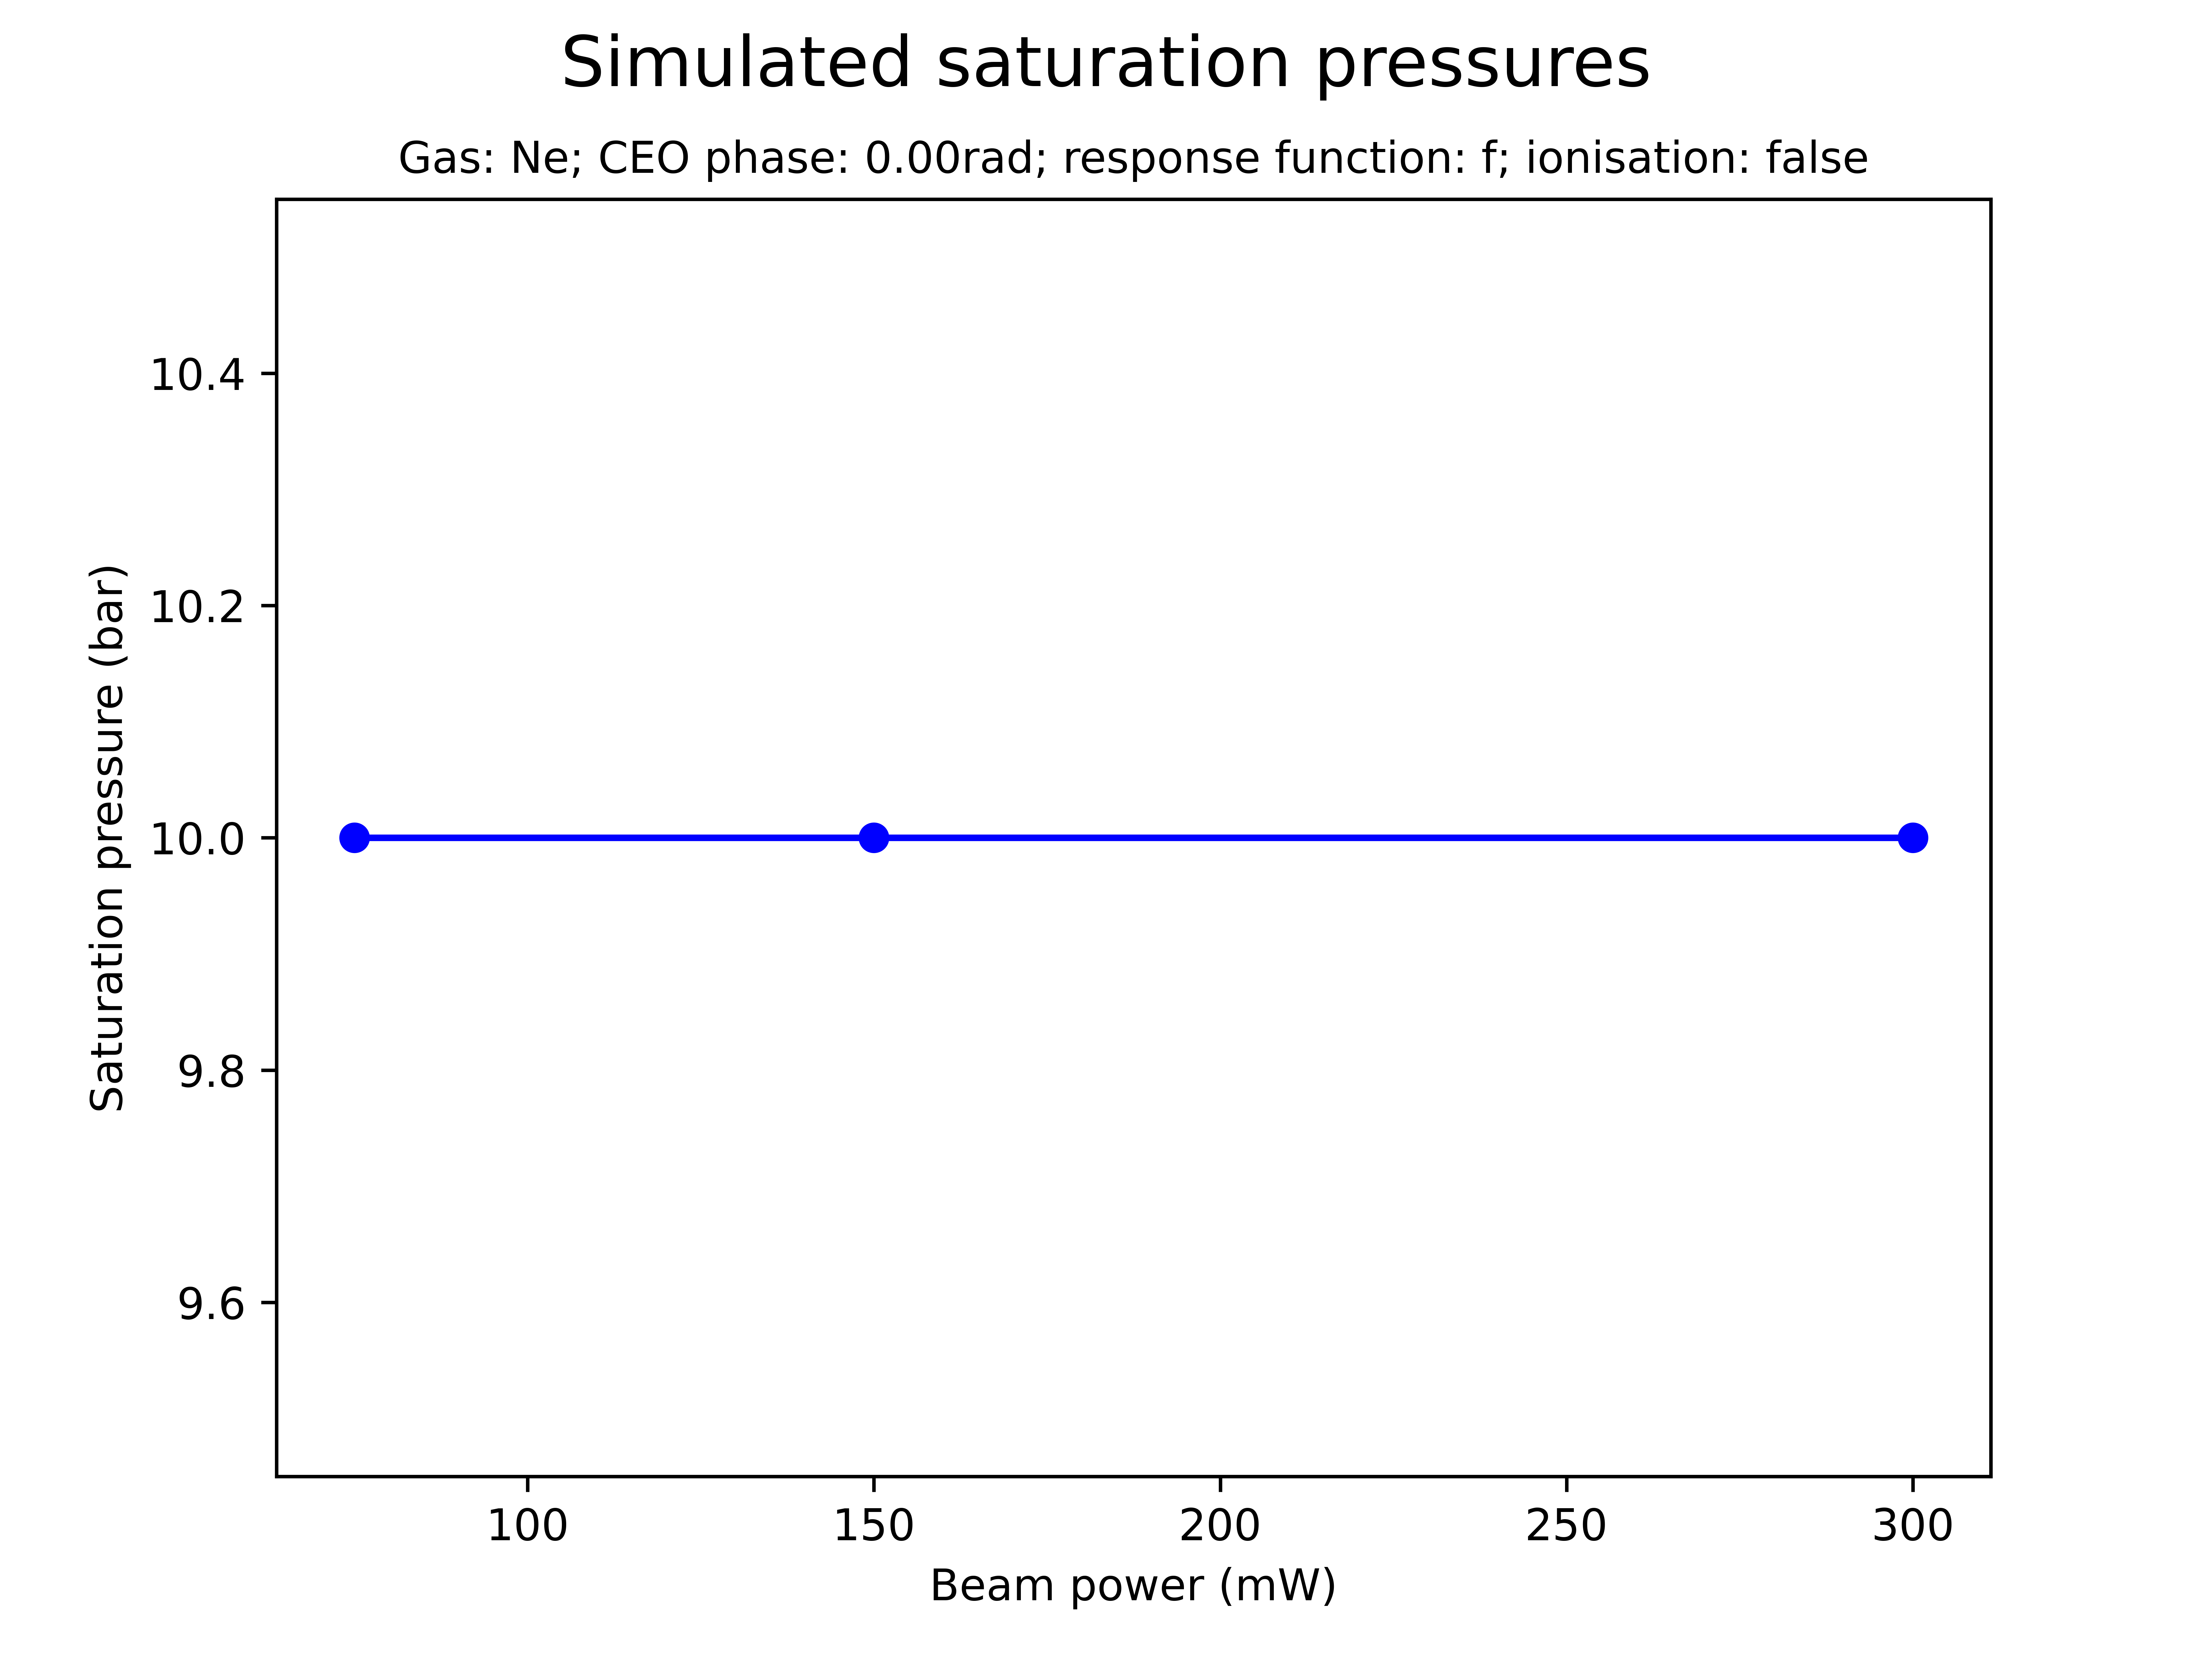 Simulated saturation pressures
Gas: Ne; CEO phase: 0.00rad; response function: f; ionisation: false
Saturation pressure (bar)
10.4
10.2
10.0
9.8
9.6
100 150 200 250 300
Beam power (mW)